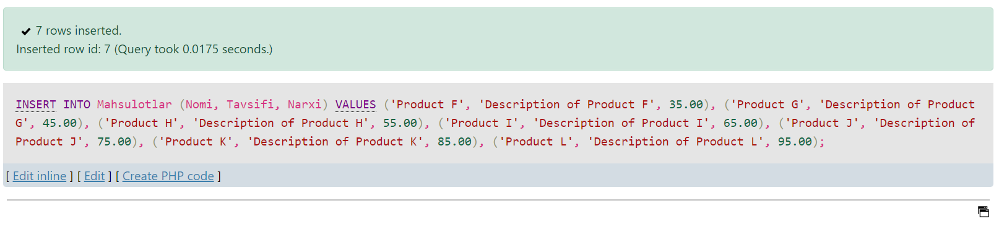 7 rows inserted.
Inserted row id: 7 (Query took 0.0175 seconds.)
INSERT INTO Mahsulotlar (Nomi, Tavsifi, Narxi) VALUES ('Product F', 'Description of Product F', 35.00), ('Product G', 'Description of Product
G', 45.00), ('Product H', 'Description of Product H', 55.00), ('Product I', 'Description of Product I', 65.00), ('Product J', 'Description of
Product J', 75.00), ('Product K', 'Description of Product K', 85.00), ('Product L', 'Description of Product L', 95.00);
[ Edit inline ] [ Edit ] [ Create PHP code ]